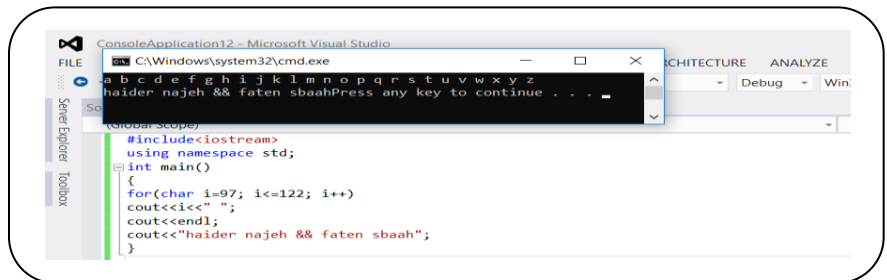 ConsoleApplication12 - Microsoft Visual Studio
FILE
C:\Windows\system32\cmd.exe
CHITECTURE ANALYZE
Debug
a b c d e f g h i j k l m n o p q r s t u v w x y z
haider najeh && faten sbaahPress any key to continue . . .
Server Explorer
Toolbox
(Global Scope)
#include<iostream>
using namespace std;
int main()
{
for(char i=97; i<=122; i++)
cout<<i<<" ";
cout<<endl;
cout<<"haider najeh && faten sbaah";
}